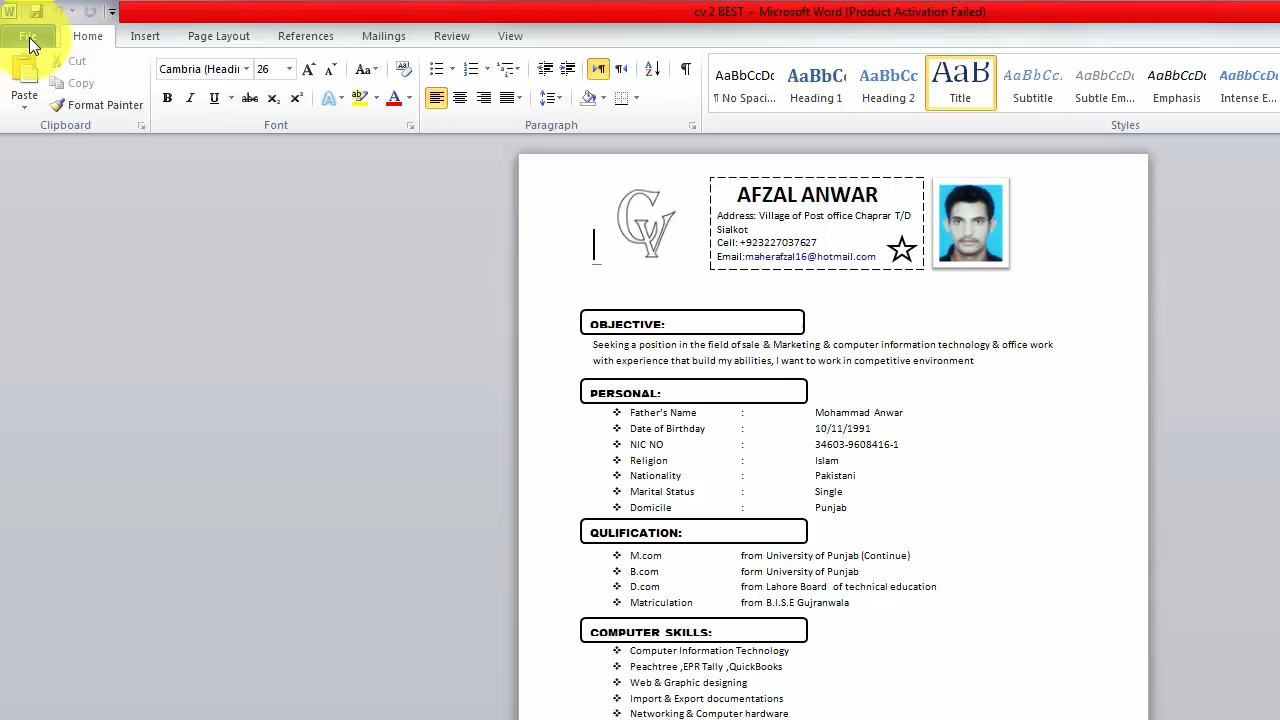 cv 2 BEST - Microsoft Word (Product Activation Failed)
File Home Insert Page Layout References Mailings Review View
Cut
Copy
Format Painter
Paste
Clipboard
Cambria (Headi 26
Font
Paragraph
AaBbCcDc AaBbCc AaBbCc AaB AaBbCc. AaBbCcDc AaBbCcDc AaBbCcDc
¶ No Spaci... Heading 1 Heading 2 Title Subtitle Subtle Em... Emphasis Intense E...
Styles
CV
AFZAL ANWAR
Address: Village of Post office Chaprar T/D
Sialkot
Cell: +923227037627
Email:maherafzal16@hotmail.com
OBJECTIVE:
Seeking a position in the field of sale & Marketing & computer information technology & office work
with experience that build my abilities, I want to work in competitive environment
PERSONAL:
Father's Name : Mohammad Anwar
Date of Birthday : 10/11/1991
NIC NO : 34603-9608416-1
Religion : Islam
Nationality : Pakistani
Marital Status : Single
Domicile : Punjab
QULIFICATION:
M.com from University of Punjab (Continue)
B.com form University of Punjab
D.com from Lahore Board of technical education
Matriculation from B.I.S.E Gujranwala
COMPUTER SKILLS:
Computer Information Technology
Peachtree ,EPR Tally ,QuickBooks
Web & Graphic designing
Import & Export documentations
Networking & Computer hardware